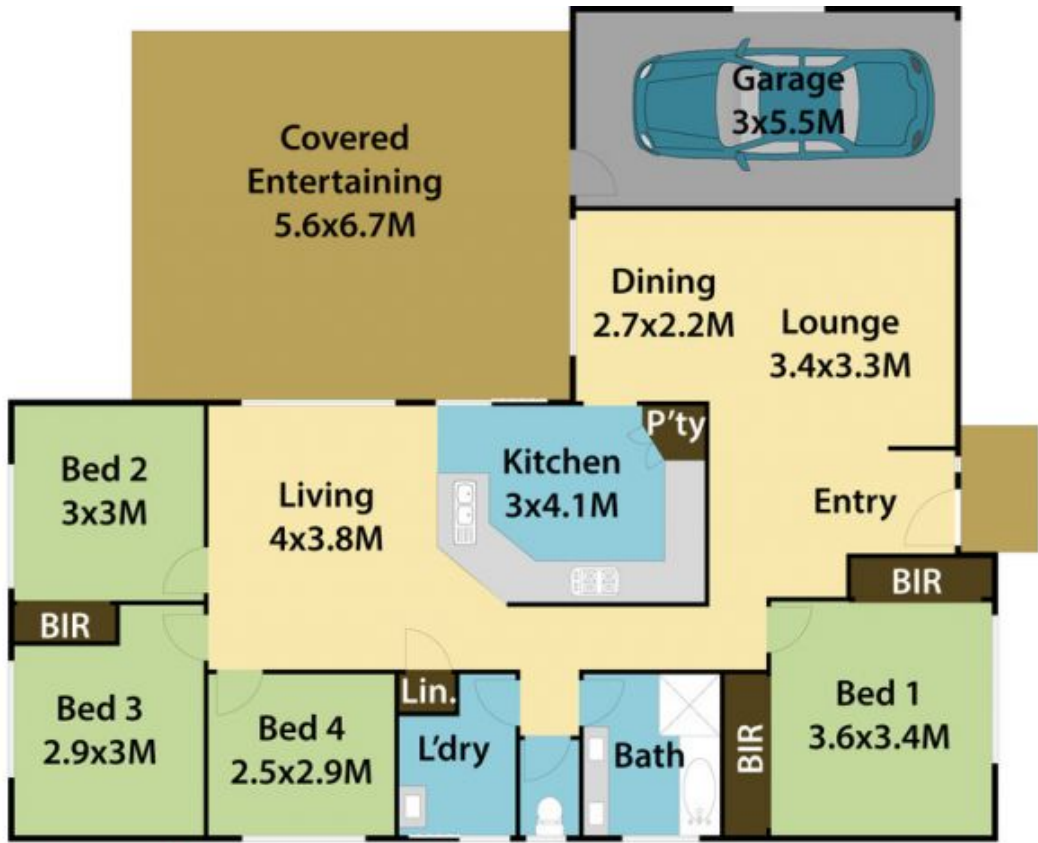 Garage
3x5.5M
Covered
Entertaining
5.6x6.7M
Dining
2.7x2.2M
Lounge
3.4x3.3M
P'ty
Kitchen
3x4.1M
Bed 2
3x3M
Living
4x3.8M
Entry
BIR
BIR
Lin.
Bed 3
2.9x3M
Bed 4
2.5x2.9M
L'dry
Bath
BIR
Bed 1
3.6x3.4M